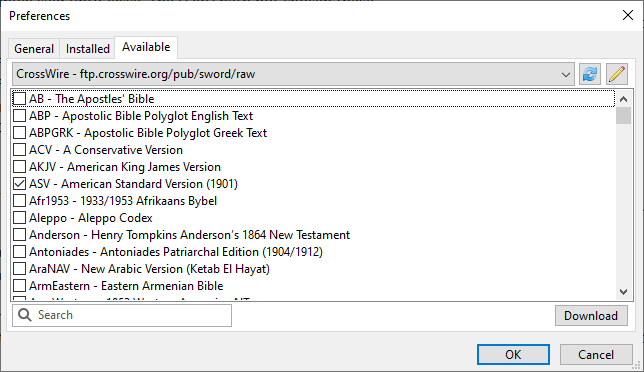 Preferences
General Installed Available
CrossWire - ftp.crosswire.org/pub/sword/raw
AB - The Apostles' Bible
ABP - Apostolic Bible Polyglot English Text
ABPGRK - Apostolic Bible Polyglot Greek Text
ACV - A Conservative Version
AKJV - American King James Version
ASV - American Standard Version (1901)
Afr1953 - 1933/1953 Afrikaans Bybel
Aleppo - Aleppo Codex
Anderson - Henry Tompkins Anderson's 1864 New Testament
Antoniades - Antoniades Patriarchal Edition (1904/1912)
AraNAV - New Arabic Version (Ketab El Hayat)
ArmEastern - Eastern Armenian Bible
Search
Download
OK Cancel